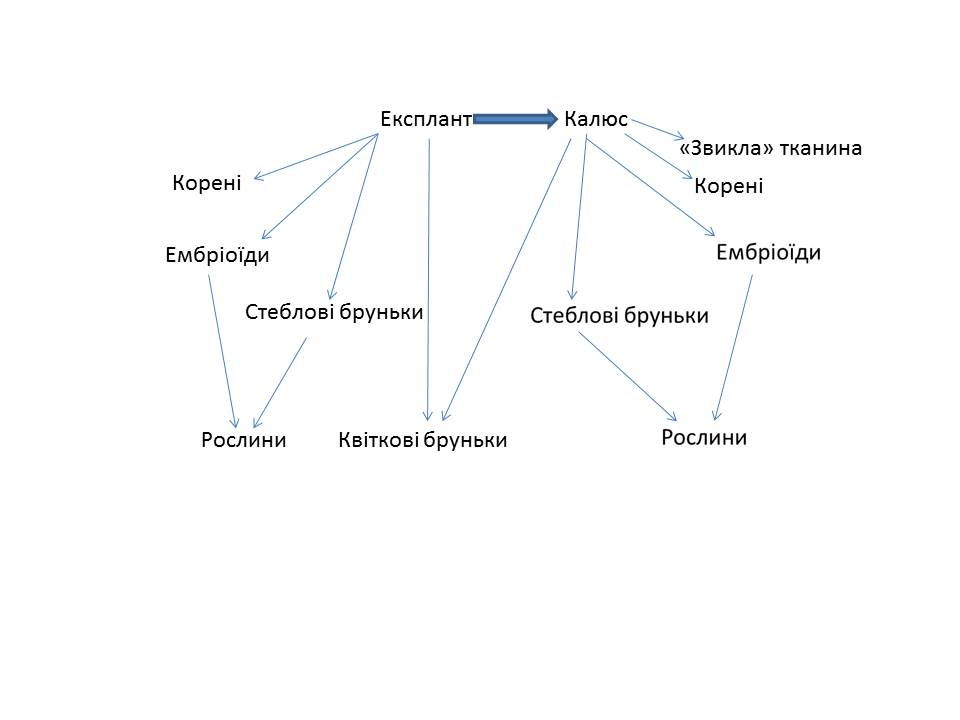 Експлант
Калюс
«Звикла» тканина
Корені
Корені
Ембріоїди
Ембріоїди
Стеблові бруньки
Стеблові бруньки
Рослини
Квіткові бруньки
Рослини